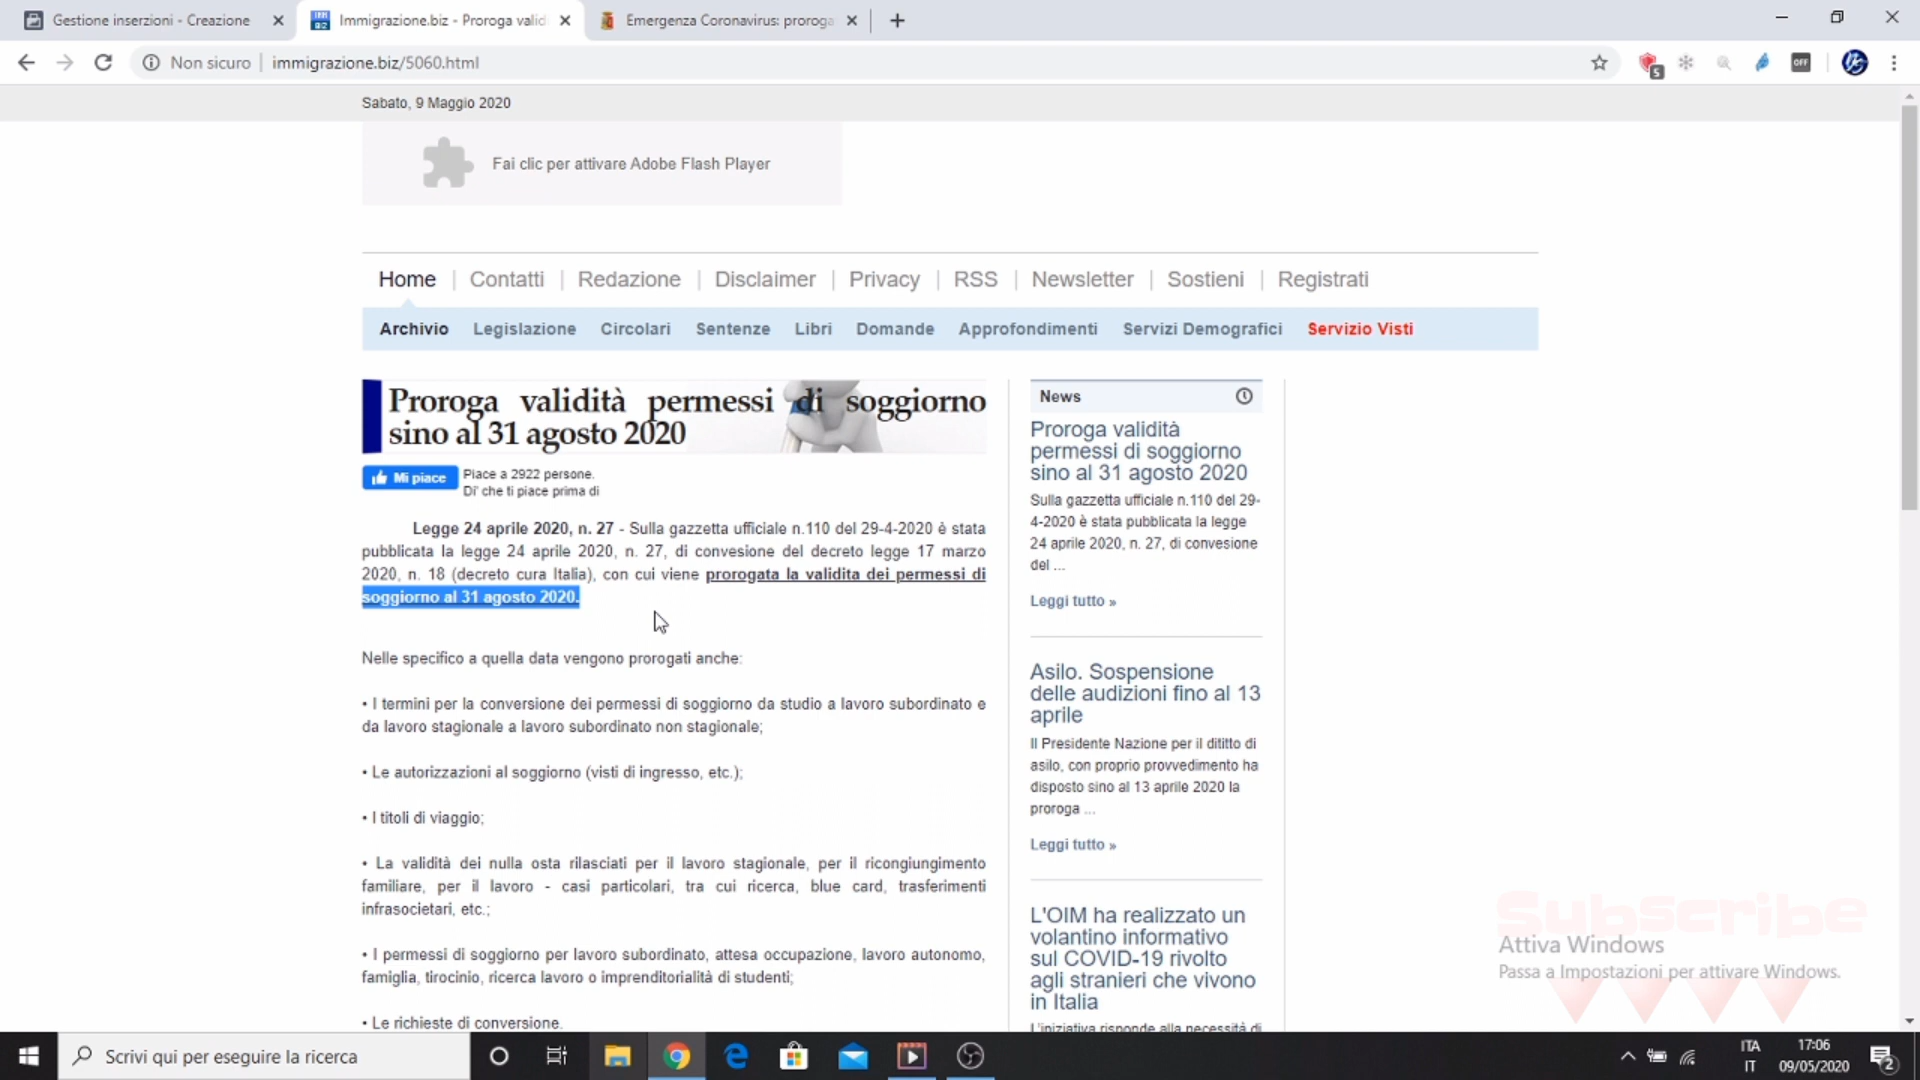 Gestione inserzioni - Creazione
Immigrazione.biz - Proroga valid
Emergenza Coronavirus: proroga
Non sicuro
immigrazione.biz/5060.html
5
OFF
Sabato, 9 Maggio 2020
Fai clic per attivare Adobe Flash Player
Home | Contatti | Redazione | Disclaimer | Privacy | RSS | Newsletter | Sostieni | Registrati
Archivio Legislazione Circolari Sentenze Libri Domande Approfondimenti Servizi Demografici Servizio Visti
Proroga validità permessi di soggiorno
sino al 31 agosto 2020
Mi piace
Piace a 2922 persone.
Di' che ti piace prima di
Legge 24 aprile 2020, n. 27 - Sulla gazzetta ufficiale n.110 del 29-4-2020 è stata
pubblicata la legge 24 aprile 2020, n. 27, di convesione del decreto legge 17 marzo
2020, n. 18 (decreto cura Italia), con cui viene prorogata la validita dei permessi di
soggiorno al 31 agosto 2020.
Nelle specifico a quella data vengono prorogati anche:
• I termini per la conversione dei permessi di soggiorno da studio a lavoro subordinato e
da lavoro stagionale a lavoro subordinato non stagionale;
• Le autorizzazioni al soggiorno (visti di ingresso, etc.);
• I titoli di viaggio;
• La validità dei nulla osta rilasciati per il lavoro stagionale, per il ricongiungimento
familiare, per il lavoro - casi particolari, tra cui ricerca, blue card, trasferimenti
infrasocietari, etc.;
• I permessi di soggiorno per lavoro subordinato, attesa occupazione, lavoro autonomo,
famiglia, tirocinio, ricerca lavoro o imprenditorialità di studenti;
• Le richieste di conversione.
News
Proroga validità
permessi di soggiorno
sino al 31 agosto 2020
Sulla gazzetta ufficiale n.110 del 29-
4-2020 è stata pubblicata la legge
24 aprile 2020, n. 27, di convesione
del ...
Leggi tutto »
Asilo. Sospensione
delle audizioni fino al 13
aprile
Il Presidente Nazione per il dititto di
asilo, con proprio provvedimento ha
disposto sino al 13 aprile 2020 la
proroga ...
Leggi tutto »
L'OIM ha realizzato un
volantino informativo
sul COVID-19 rivolto
agli stranieri che vivono
in Italia
L'iniziativa risponde alla necessità di
Subscribe
Attiva Windows
Passa a Impostazioni per attivare Windows.
Scrivi qui per eseguire la ricerca
ITA
IT
17:06
09/05/2020
2